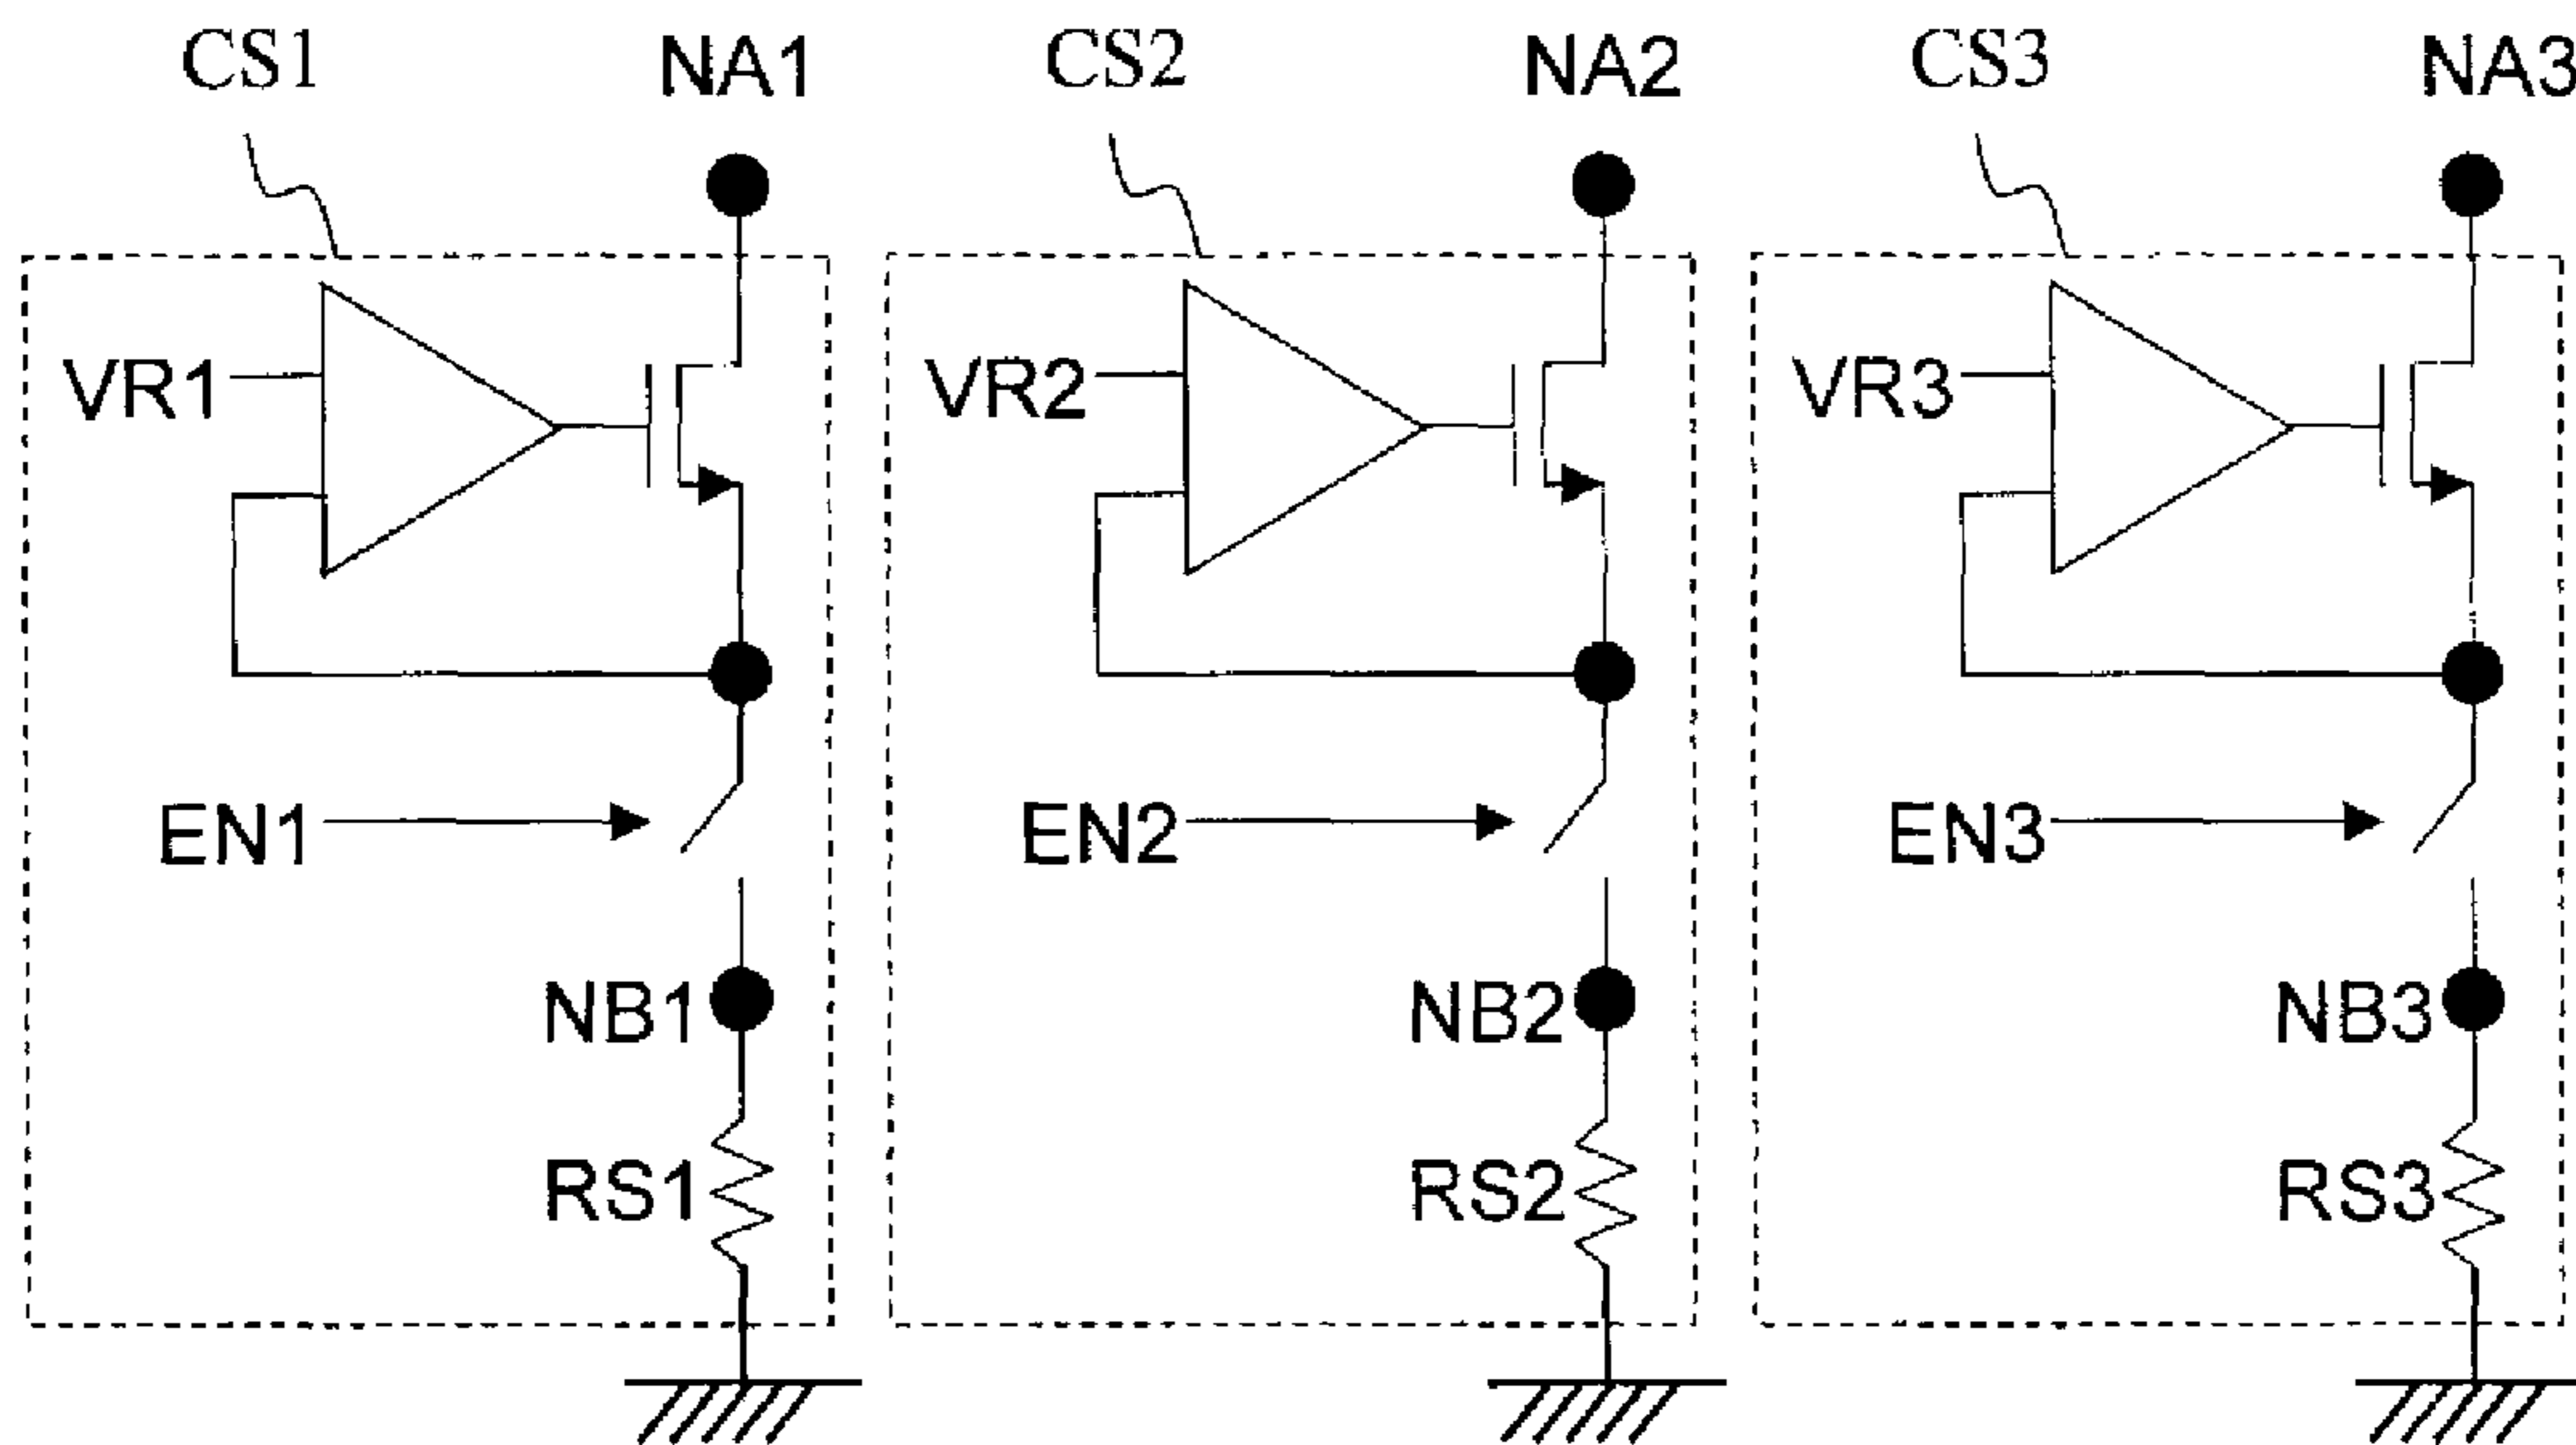 CS1 NA1 CS2 NA2 CS3 NA3
VR1 VR2 VR3
EN1 EN2 EN3
NB1 NB2 NB3
RS1 RS2 RS3